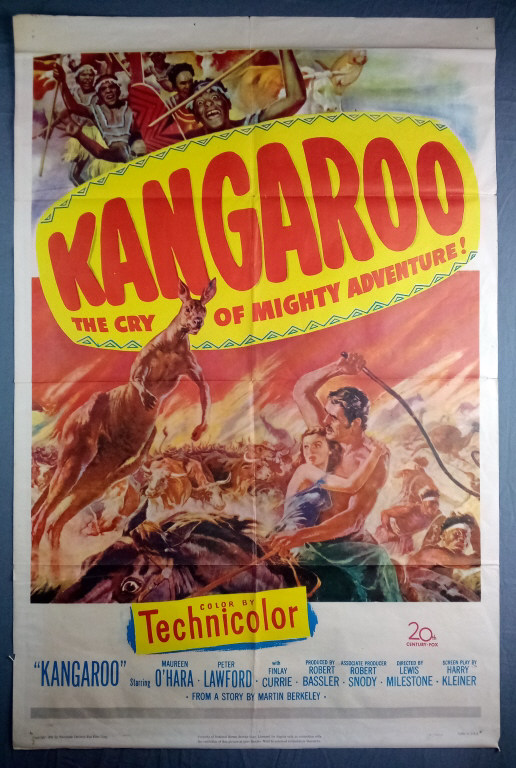 KANGAROO
THE CRY OF MIGHTY ADVENTURE!
COLOR BY
Technicolor
20th
CENTURY-FOX
"KANGAROO" Starring MAUREEN O'HARA · PETER LAWFORD · with FINLAY CURRIE · PRODUCED BY ROBERT BASSLER · ASSOCIATE PRODUCER ROBERT SNODY · DIRECTED BY LEWIS MILESTONE · SCREEN PLAY BY HARRY KLEINER
· FROM A STORY BY MARTIN BERKELEY ·